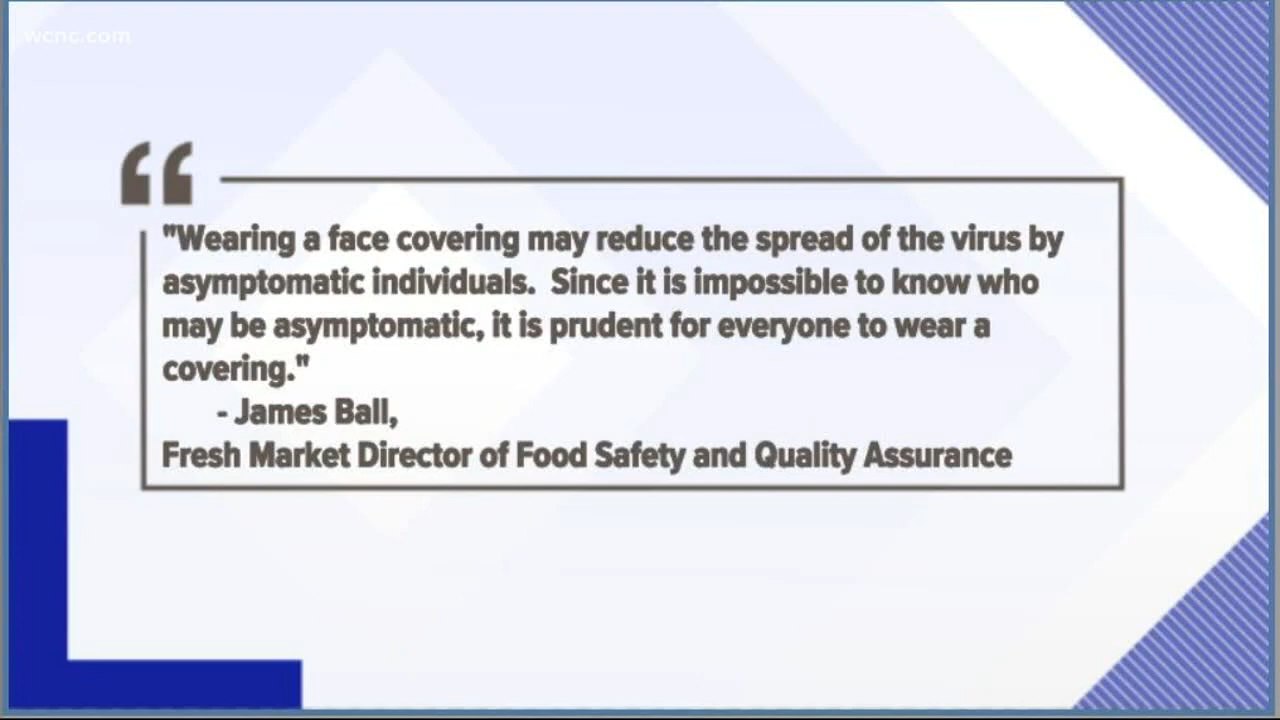 wcnc.com
"Wearing a face covering may reduce the spread of the virus by
asymptomatic individuals.  Since it is impossible to know who
may be asymptomatic, it is prudent for everyone to wear a
covering."
- James Ball,
Fresh Market Director of Food Safety and Quality Assurance